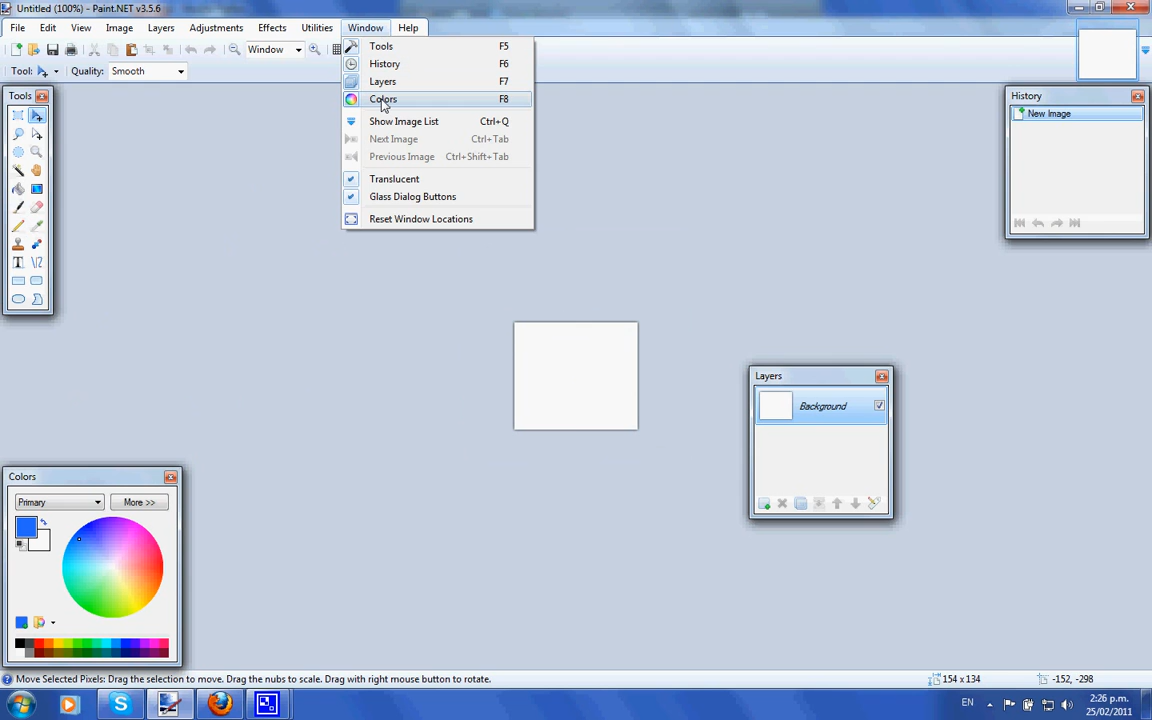 Untitled (100%) - Paint.NET v3.5.6
File Edit View Image Layers Adjustments Effects Utilities Window Help
Window
Tool: Quality: Smooth
Tools F5
History F6
Layers F7
Colors F8
Show Image List Ctrl+Q
Next Image Ctrl+Tab
Previous Image Ctrl+Shift+Tab
Translucent
Glass Dialog Buttons
Reset Window Locations
Tools
History
New Image
Layers
Background
Colors
Primary More >>
Move Selected Pixels: Drag the selection to move. Drag the nubs to scale. Drag with right mouse button to rotate. 154 x 134 -152, -298
EN 2:26 p.m.
25/02/2011